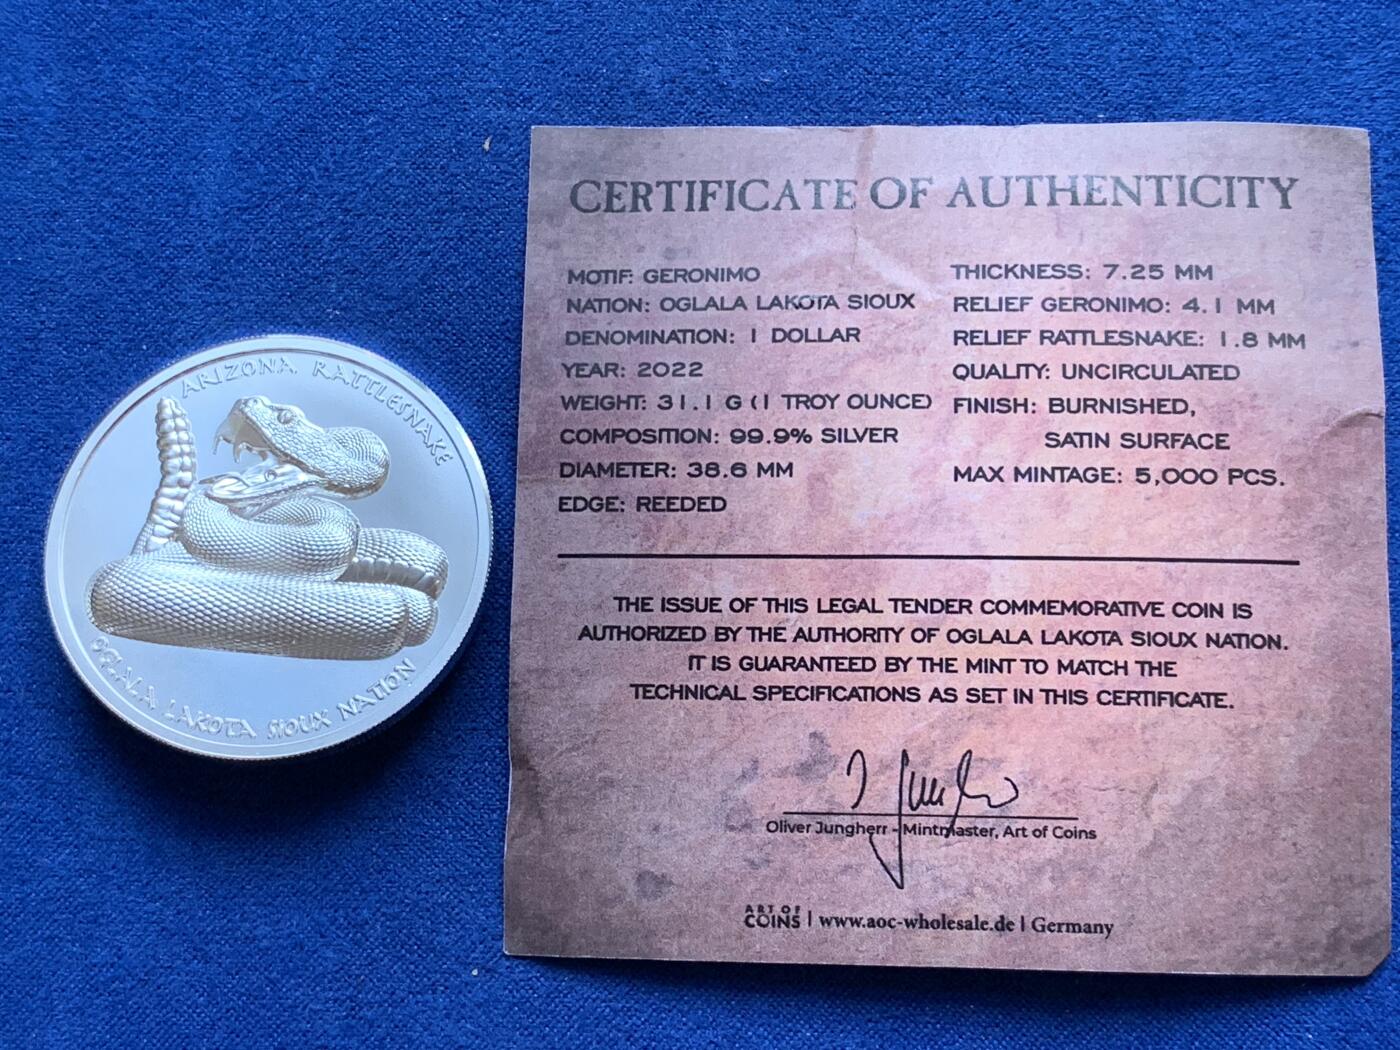 ARIZONA RATTLESNAKE
OGLALA LAKOTA SIOUX NATION
CERTIFICATE OF AUTHENTICITY
MOTIF: GERONIMO
NATION: OGLALA LAKOTA SIOUX
DENOMINATION: 1 DOLLAR
YEAR: 2022
WEIGHT: 31.1 G (1 TROY OUNCE)
COMPOSITION: 99.9% SILVER
DIAMETER: 38.6 MM
EDGE: REEDED
THICKNESS: 7.25 MM
RELIEF GERONIMO: 4.1 MM
RELIEF RATTLESNAKE: 1.8 MM
QUALITY: UNCIRCULATED
FINISH: BURNISHED,
SATIN SURFACE
MAX MINTAGE: 5,000 PCS.
THE ISSUE OF THIS LEGAL TENDER COMMEMORATIVE COIN IS
AUTHORIZED BY THE AUTHORITY OF OGLALA LAKOTA SIOUX NATION.
IT IS GUARANTEED BY THE MINT TO MATCH THE
TECHNICAL SPECIFICATIONS AS SET IN THIS CERTIFICATE.
Oliver Jungherr - Mintmaster, Art of Coins
ART OF
COINS | www.aoc-wholesale.de | Germany